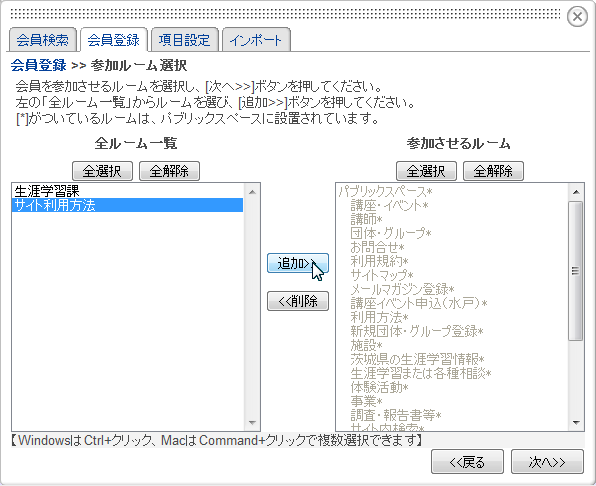 会員検索 会員登録 項目設定 インポート
会員登録 >> 参加ルーム選択
会員を参加させるルームを選択し、[次へ>>]ボタンを押してください。
左の「全ルーム一覧」からルームを選び、[追加>>]ボタンを押してください。
[*]がついているルームは、パブリックスペースに設置されています。
全ルーム一覧
全選択 全解除
生涯学習課
サイト利用方法
追加>>
<<削除
参加させるルーム
全選択 全解除
パブリックスペース*
講座・イベント*
講師*
団体・グループ*
お問合せ*
利用規約*
サイトマップ*
メールマガジン登録*
講座イベント申込(水戸)*
利用方法*
新規団体・グループ登録*
施設*
茨城県の生涯学習情報*
生涯学習または各種相談*
体験活動*
事業*
調査・報告書等*
サイト内検索*
【WindowsはCtrl+クリック、MacはCommand+クリックで複数選択できます】
<<戻る 次へ>>